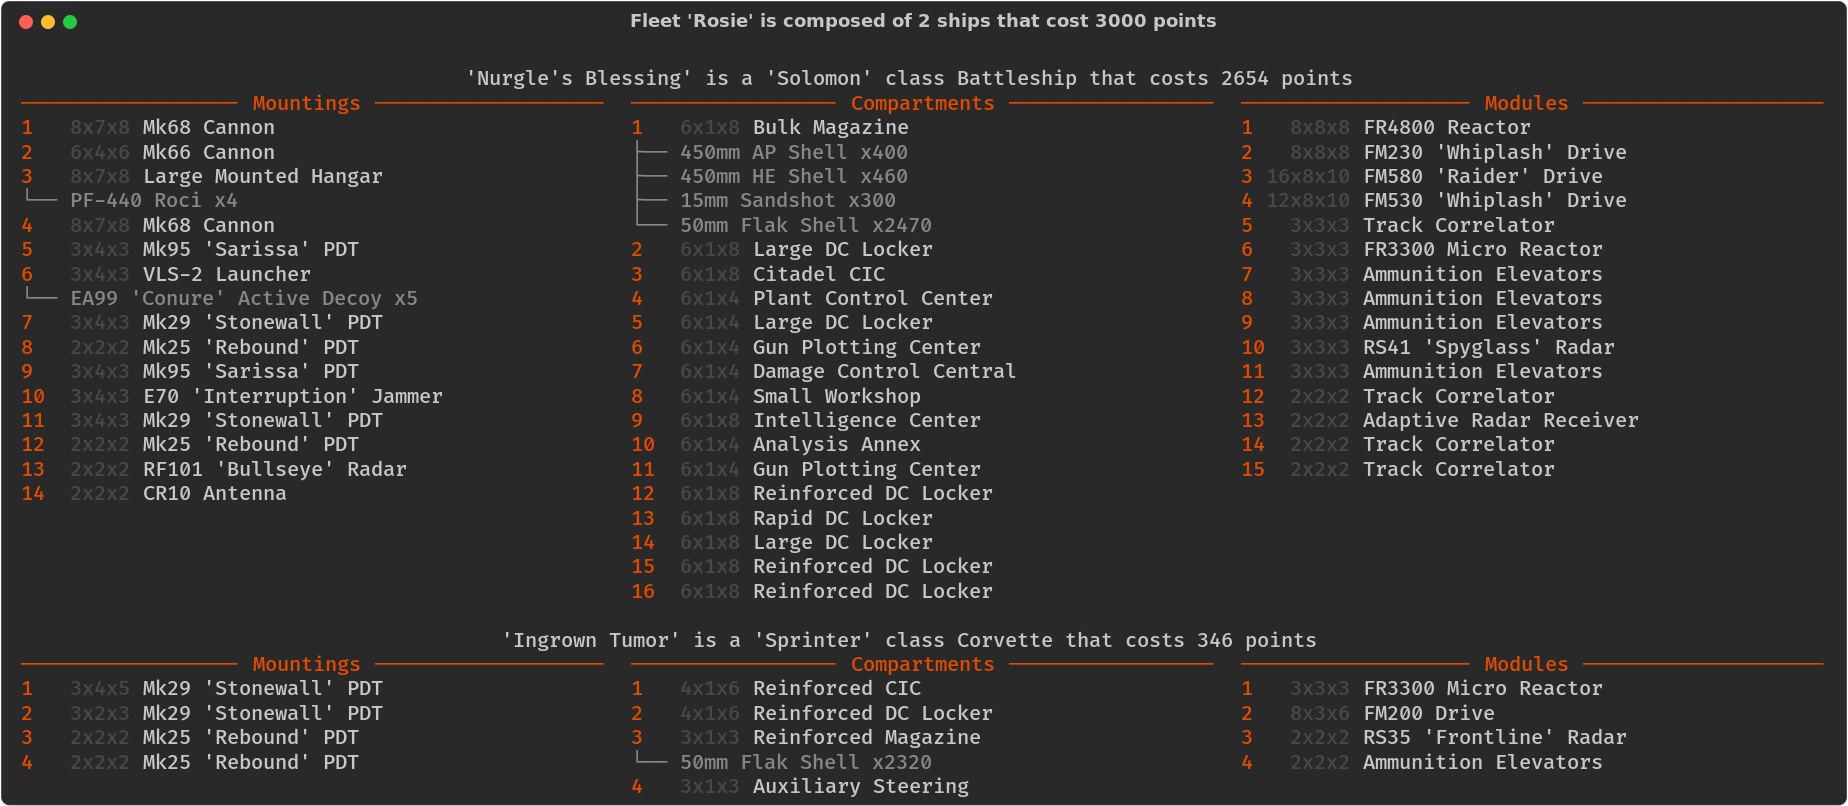 Fleet 'Rosie' is composed of 2 ships that cost 3000 points
'Nurgle's Blessing' is a 'Solomon' class Battleship that costs 2654 points
Mountings
1 8x7x8 Mk68 Cannon
2 6x4x6 Mk66 Cannon
3 8x7x8 Large Mounted Hangar
└── PF-440 Roci x4
4 8x7x8 Mk68 Cannon
5 3x4x3 Mk95 'Sarissa' PDT
6 3x4x3 VLS-2 Launcher
└── EA99 'Conure' Active Decoy x5
7 3x4x3 Mk29 'Stonewall' PDT
8 2x2x2 Mk25 'Rebound' PDT
9 3x4x3 Mk95 'Sarissa' PDT
10 3x4x3 E70 'Interruption' Jammer
11 3x4x3 Mk29 'Stonewall' PDT
12 2x2x2 Mk25 'Rebound' PDT
13 2x2x2 RF101 'Bullseye' Radar
14 2x2x2 CR10 Antenna
Compartments
1 6x1x8 Bulk Magazine
├── 450mm AP Shell x400
├── 450mm HE Shell x460
├── 15mm Sandshot x300
└── 50mm Flak Shell x2470
2 6x1x8 Large DC Locker
3 6x1x8 Citadel CIC
4 6x1x4 Plant Control Center
5 6x1x4 Large DC Locker
6 6x1x4 Gun Plotting Center
7 6x1x4 Damage Control Central
8 6x1x4 Small Workshop
9 6x1x8 Intelligence Center
10 6x1x4 Analysis Annex
11 6x1x4 Gun Plotting Center
12 6x1x8 Reinforced DC Locker
13 6x1x8 Rapid DC Locker
14 6x1x8 Large DC Locker
15 6x1x8 Reinforced DC Locker
16 6x1x8 Reinforced DC Locker
Modules
1 8x8x8 FR4800 Reactor
2 8x8x8 FM230 'Whiplash' Drive
3 16x8x10 FM580 'Raider' Drive
4 12x8x10 FM530 'Whiplash' Drive
5 3x3x3 Track Correlator
6 3x3x3 FR3300 Micro Reactor
7 3x3x3 Ammunition Elevators
8 3x3x3 Ammunition Elevators
9 3x3x3 Ammunition Elevators
10 3x3x3 RS41 'Spyglass' Radar
11 3x3x3 Ammunition Elevators
12 2x2x2 Track Correlator
13 2x2x2 Adaptive Radar Receiver
14 2x2x2 Track Correlator
15 2x2x2 Track Correlator
'Ingrown Tumor' is a 'Sprinter' class Corvette that costs 346 points
Mountings
1 3x4x5 Mk29 'Stonewall' PDT
2 3x2x3 Mk29 'Stonewall' PDT
3 2x2x2 Mk25 'Rebound' PDT
4 2x2x2 Mk25 'Rebound' PDT
Compartments
1 4x1x6 Reinforced CIC
2 4x1x6 Reinforced DC Locker
3 3x1x3 Reinforced Magazine
└── 50mm Flak Shell x2320
4 3x1x3 Auxiliary Steering
Modules
1 3x3x3 FR3300 Micro Reactor
2 8x3x6 FM200 Drive
3 2x2x2 RS35 'Frontline' Radar
4 2x2x2 Ammunition Elevators